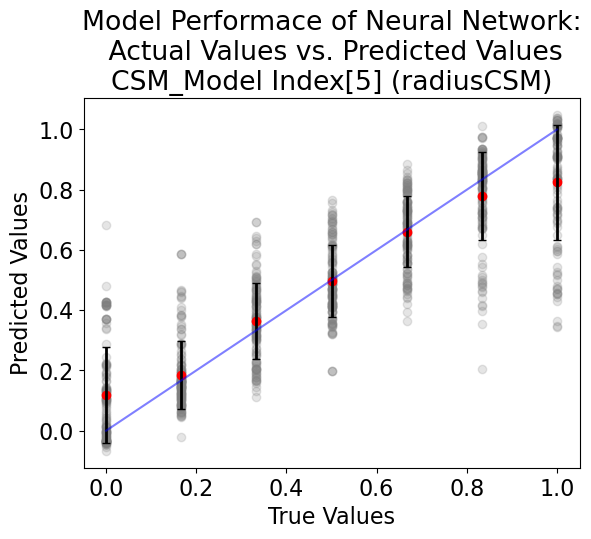 Model Performace of Neural Network:
Actual Values vs. Predicted Values
CSM_Model Index[5] (radiusCSM)
Predicted Values
1.0
0.8
0.6
0.4
0.2
0.0
0.0 0.2 0.4 0.6 0.8 1.0
True Values